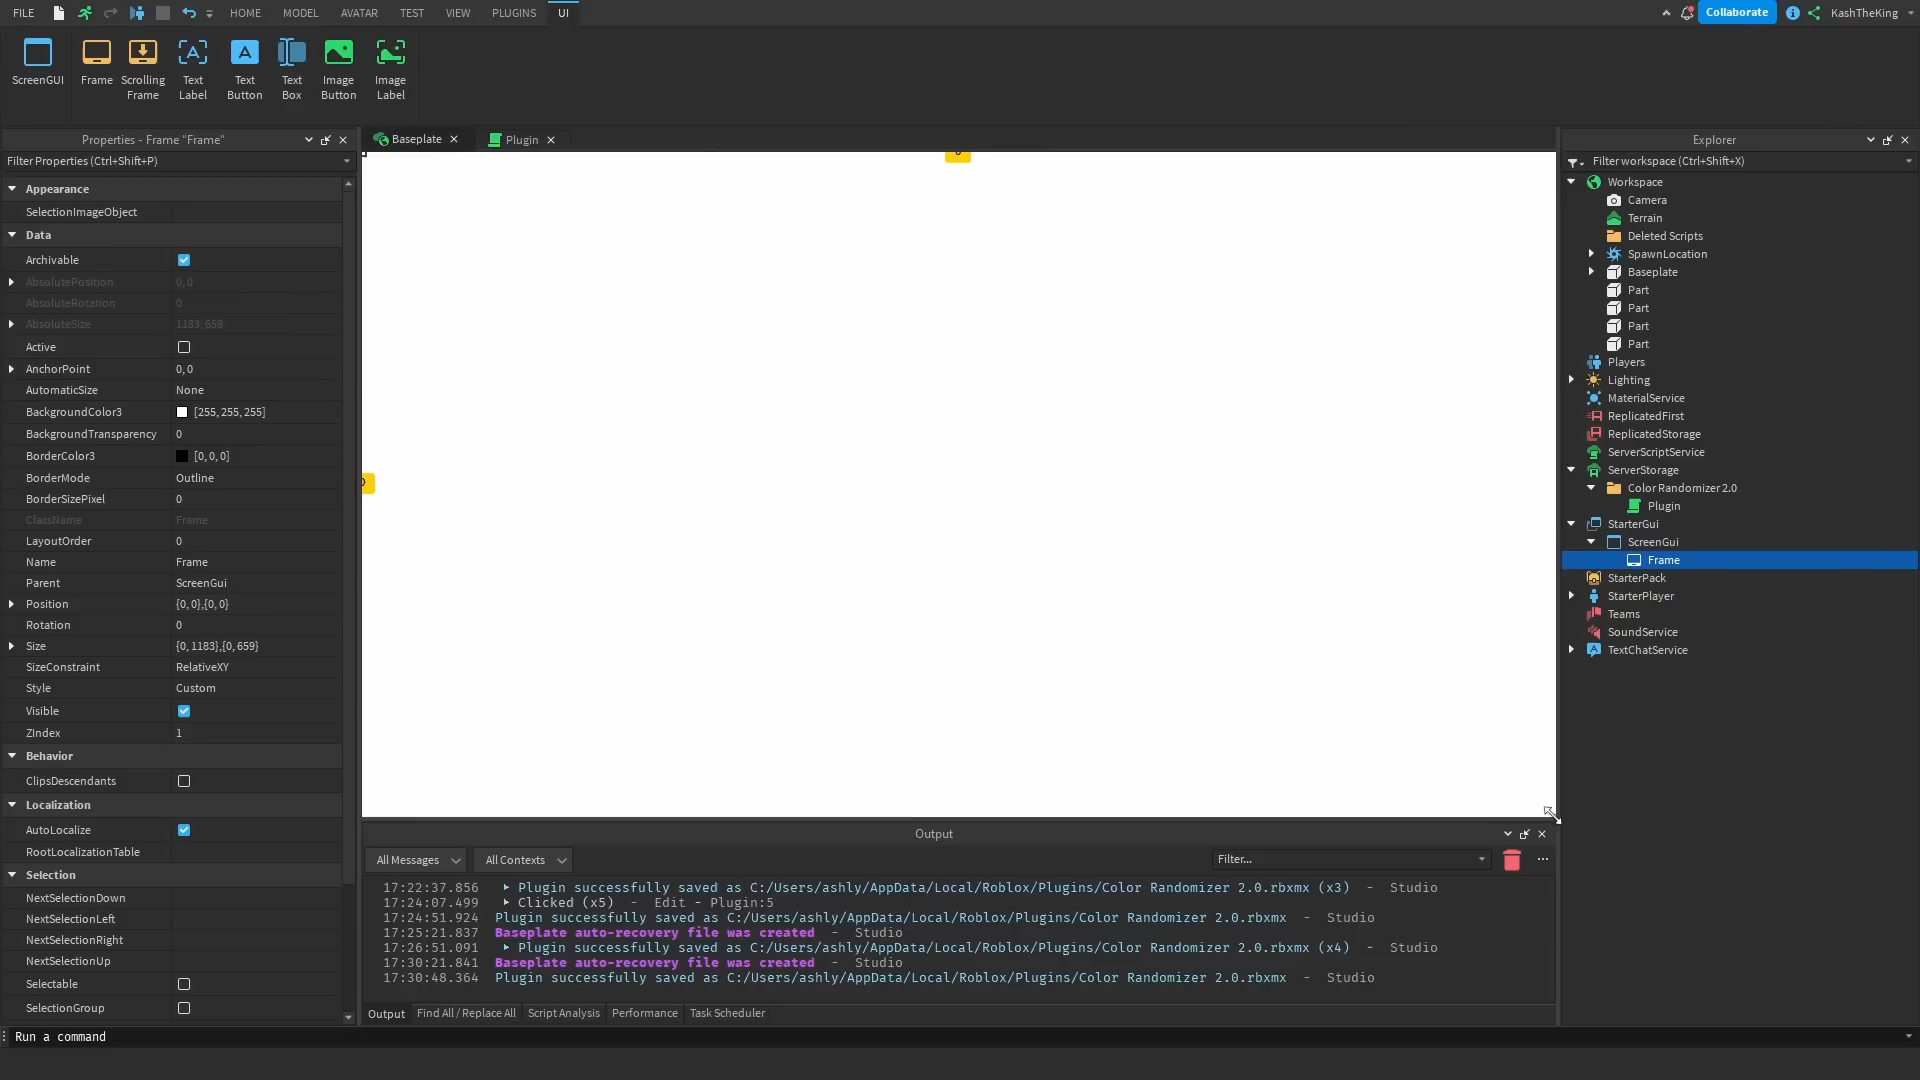 FILE HOME MODEL AVATAR TEST VIEW PLUGINS UI Collaborate KashTheKing
ScreenGUI Frame Scrolling Frame Text Label Text Button Text Box Image Button Image Label
Properties - Frame "Frame"
Filter Properties (Ctrl+Shift+P)
Appearance
SelectionImageObject
Data
Archivable
AbsolutePosition 0, 0
AbsoluteRotation 0
AbsoluteSize 1183, 659
Active
AnchorPoint 0, 0
AutomaticSize None
BackgroundColor3 [255, 255, 255]
BackgroundTransparency 0
BorderColor3 [0, 0, 0]
BorderMode Outline
BorderSizePixel 0
ClassName Frame
LayoutOrder 0
Name Frame
Parent ScreenGui
Position {0, 0},{0, 0}
Rotation 0
Size {0, 1183},{0, 659}
SizeConstraint RelativeXY
Style Custom
Visible
ZIndex 1
Behavior
ClipsDescendants
Localization
AutoLocalize
RootLocalizationTable
Selection
NextSelectionDown
NextSelectionLeft
NextSelectionRight
NextSelectionUp
Selectable
SelectionGroup
Baseplate Plugin
Output
All Messages All Contexts Filter...
17:22:37.856 Plugin successfully saved as C:/Users/ashly/AppData/Local/Roblox/Plugins/Color Randomizer 2.0.rbxmx (x3) - Studio
17:24:07.499 Clicked (x5) - Edit - Plugin:5
17:24:51.924 Plugin successfully saved as C:/Users/ashly/AppData/Local/Roblox/Plugins/Color Randomizer 2.0.rbxmx - Studio
17:25:21.837 Baseplate auto-recovery file was created - Studio
17:26:51.091 Plugin successfully saved as C:/Users/ashly/AppData/Local/Roblox/Plugins/Color Randomizer 2.0.rbxmx (x4) - Studio
17:30:21.841 Baseplate auto-recovery file was created - Studio
17:30:48.364 Plugin successfully saved as C:/Users/ashly/AppData/Local/Roblox/Plugins/Color Randomizer 2.0.rbxmx - Studio
Output Find All / Replace All Script Analysis Performance Task Scheduler
Explorer
Filter workspace (Ctrl+Shift+X)
Workspace
Camera
Terrain
Deleted Scripts
SpawnLocation
Baseplate
Part
Part
Part
Part
Players
Lighting
MaterialService
ReplicatedFirst
ReplicatedStorage
ServerScriptService
ServerStorage
Color Randomizer 2.0
Plugin
StarterGui
ScreenGui
Frame
StarterPack
StarterPlayer
Teams
SoundService
TextChatService
Run a command